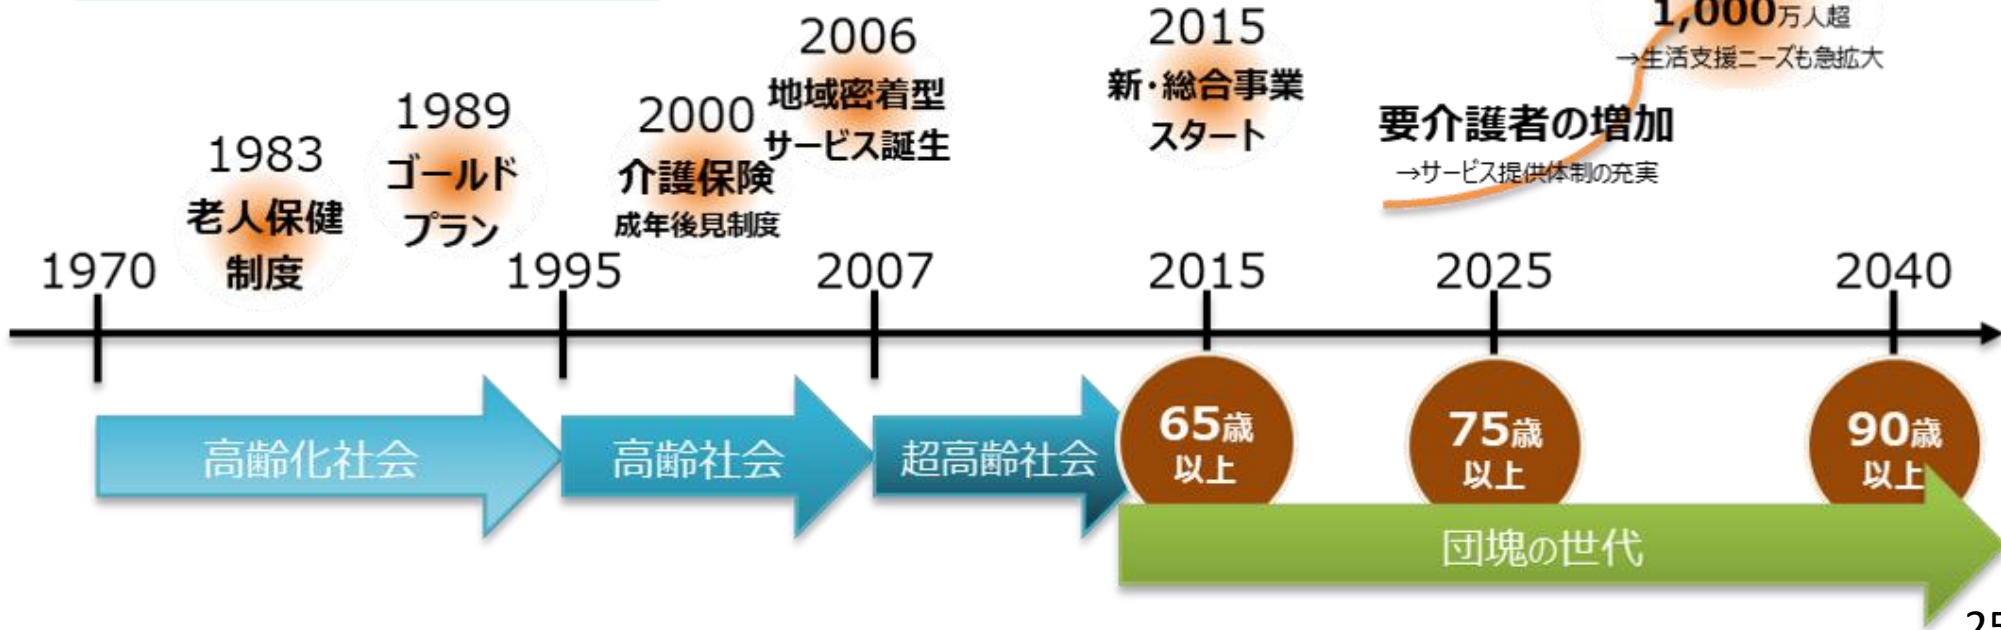 1983
老人保健
制度
1989
ゴールド
プラン
2000
介護保険
成年後見制度
2006
地域密着型
サービス誕生
2015
新・総合事業
スタート
要介護者の増加
→サービス提供体制の充実
1,000万人超
→生活支援ニーズも急拡大
1970
1995
2007
2015
2025
2040
高齢化社会
高齢社会
超高齢社会
65歳
以上
75歳
以上
90歳
以上
団塊の世代
25